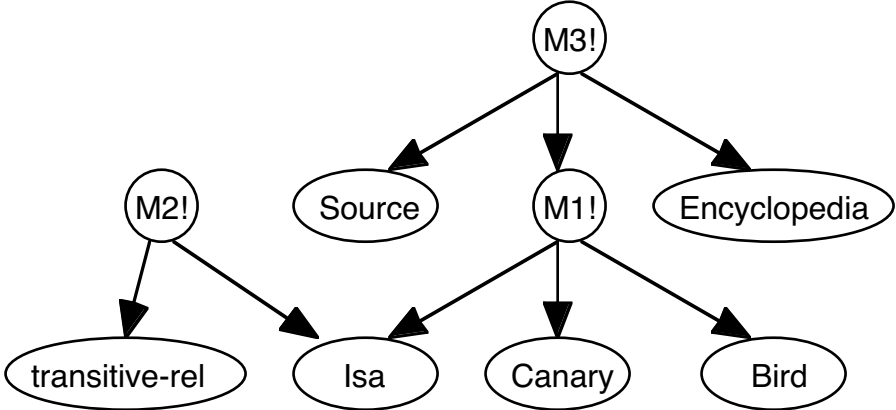 M3!
M2!
Source
M1!
Encyclopedia
transitive-rel
Isa
Canary
Bird